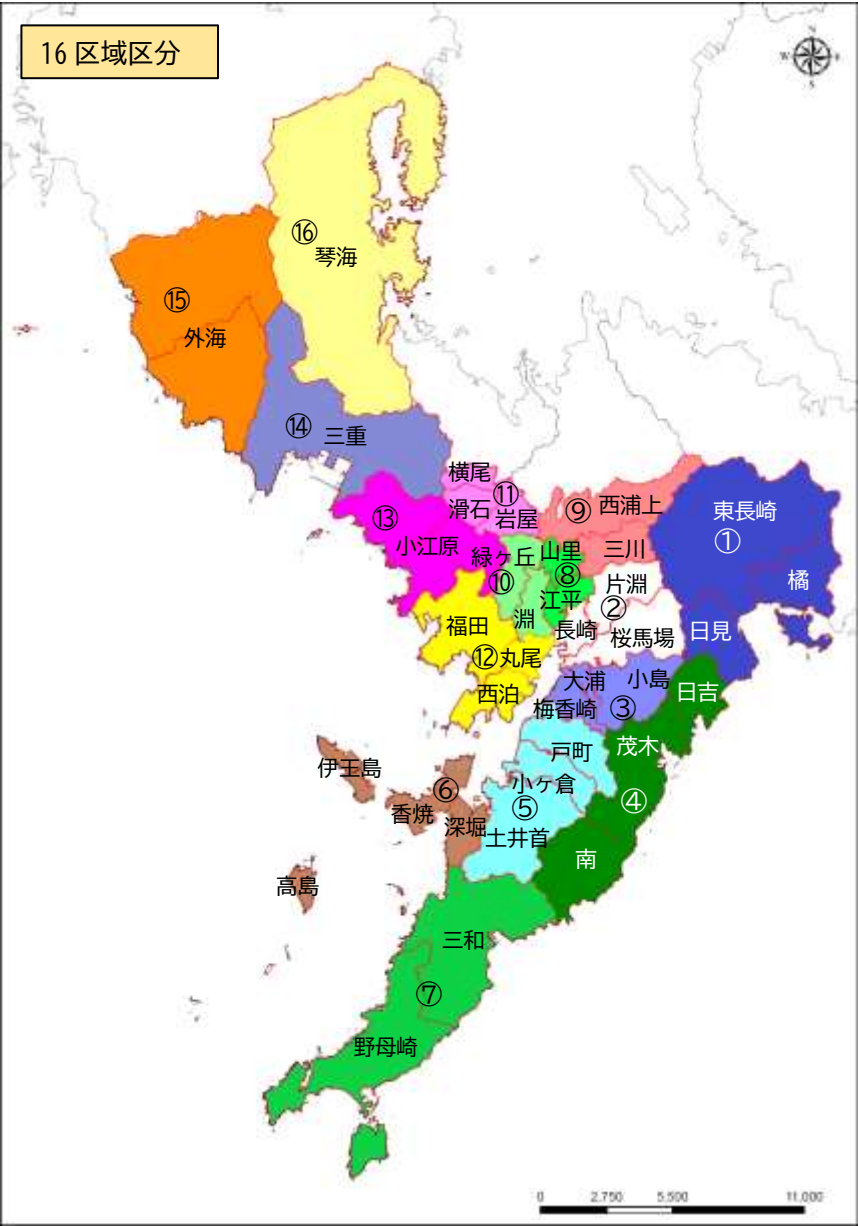 16 区域区分
N
W
E
S
⑯
琴海
⑮
外海
⑭
三重
横尾
⑪
滑石
岩屋
⑨
西浦上
東長崎
①
⑬
小江原
緑ヶ丘
山里
三川
⑩
⑧
片淵
橘
江平
②
淵
福田
長崎
桜馬場
日見
⑫
丸尾
大浦
小島
日吉
西泊
梅香崎
③
戸町
茂木
伊王島
小ヶ倉
⑥
香焼
深堀
⑤
④
土井首
南
高島
三和
⑦
野母崎
0 2,750 5,500 11,000